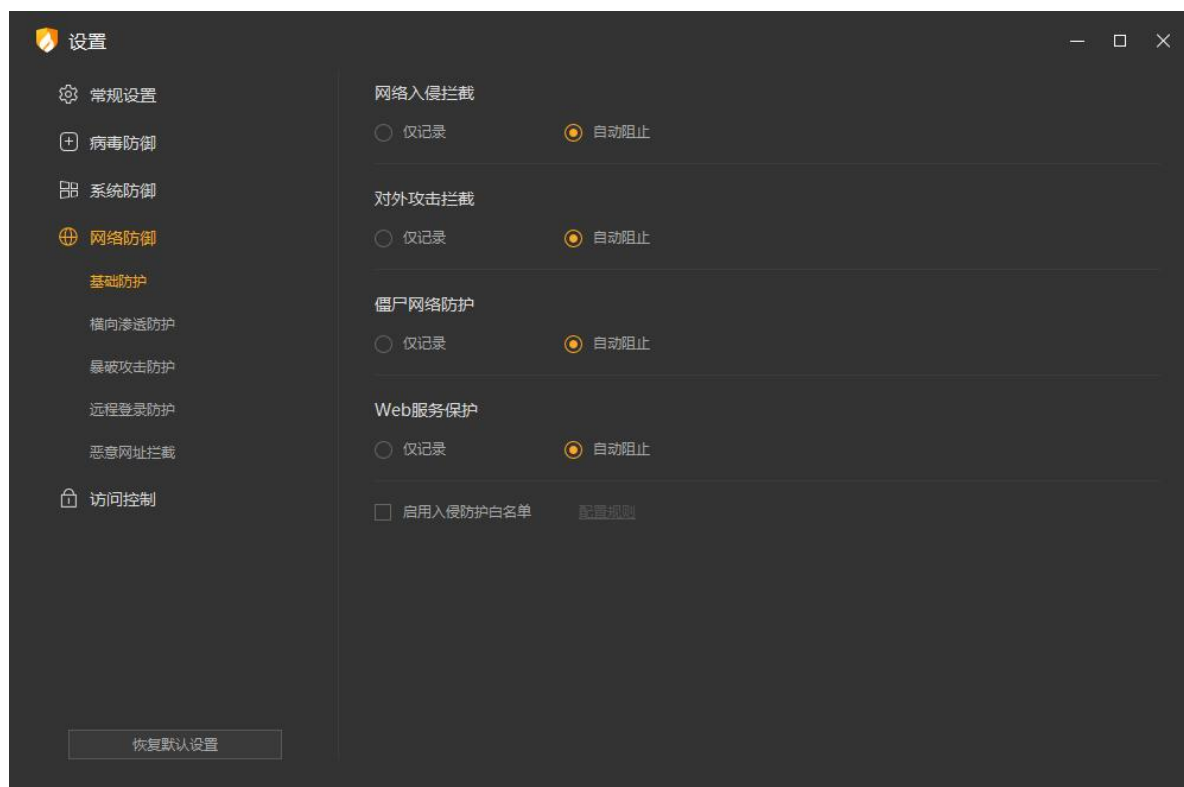 设置
常规设置
病毒防御
系统防御
网络防御
基础防护
横向渗透防护
暴破攻击防护
远程登录防护
恶意网址拦截
访问控制
恢复默认设置
网络入侵拦截
仅记录 自动阻止
对外攻击拦截
仅记录 自动阻止
僵尸网络防护
仅记录 自动阻止
Web服务保护
仅记录 自动阻止
启用入侵防护白名单 配置规则